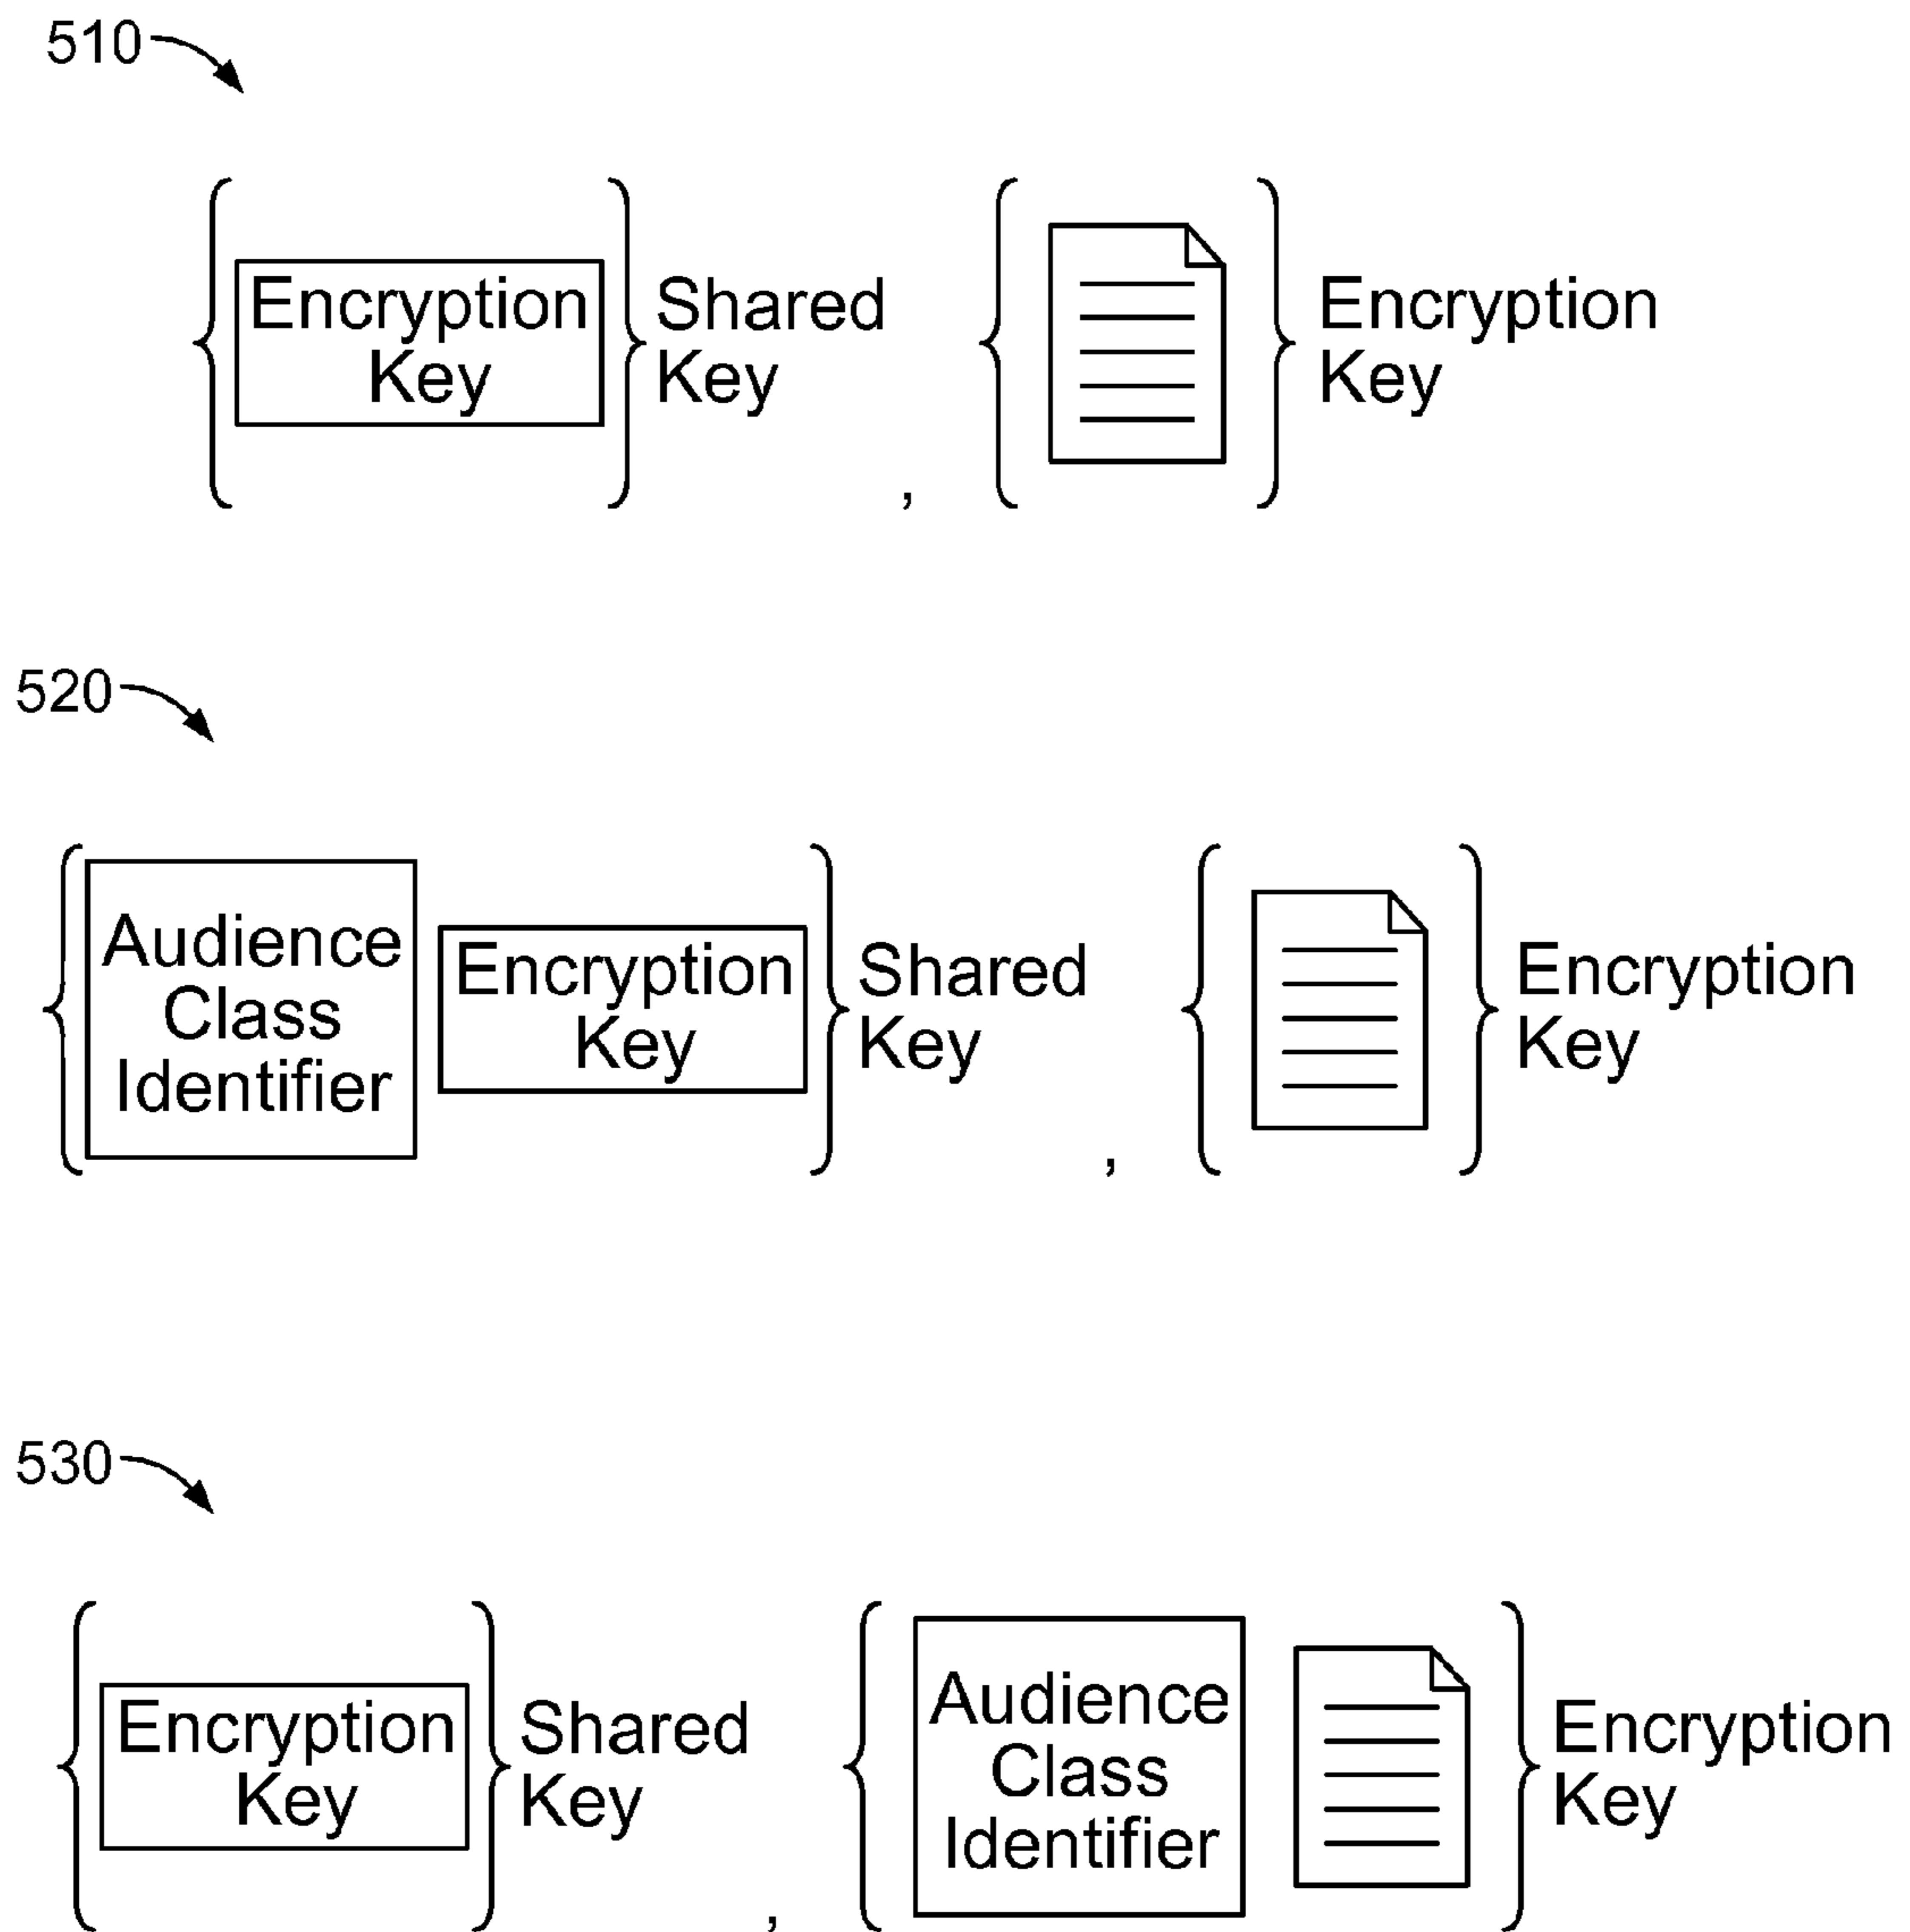 510
Encryption Shared Encryption
Key Key , Key
520
Audience
Encryption Shared Encryption
Class
Key Key , Key
Identifier
530
Encryption Shared Audience Encryption
Key Key , Class Key
Identifier